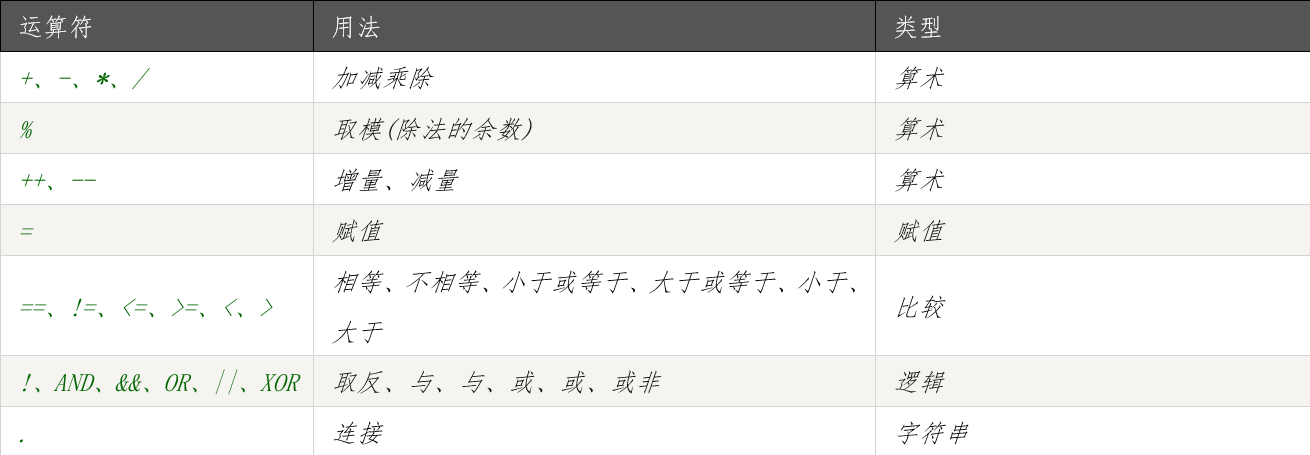 运算符 用法 类型
+、-、*、/ 加减乘除 算术
% 取模(除法的余数) 算术
++、-- 增量、减量 算术
= 赋值 赋值
==、!=、<=、>=、<、> 相等、不相等、小于或等于、大于或等于、小于、 比较
大于
!、AND、&&、OR、||、XOR 取反、与、与、或、或、或非 逻辑
. 连接 字符串